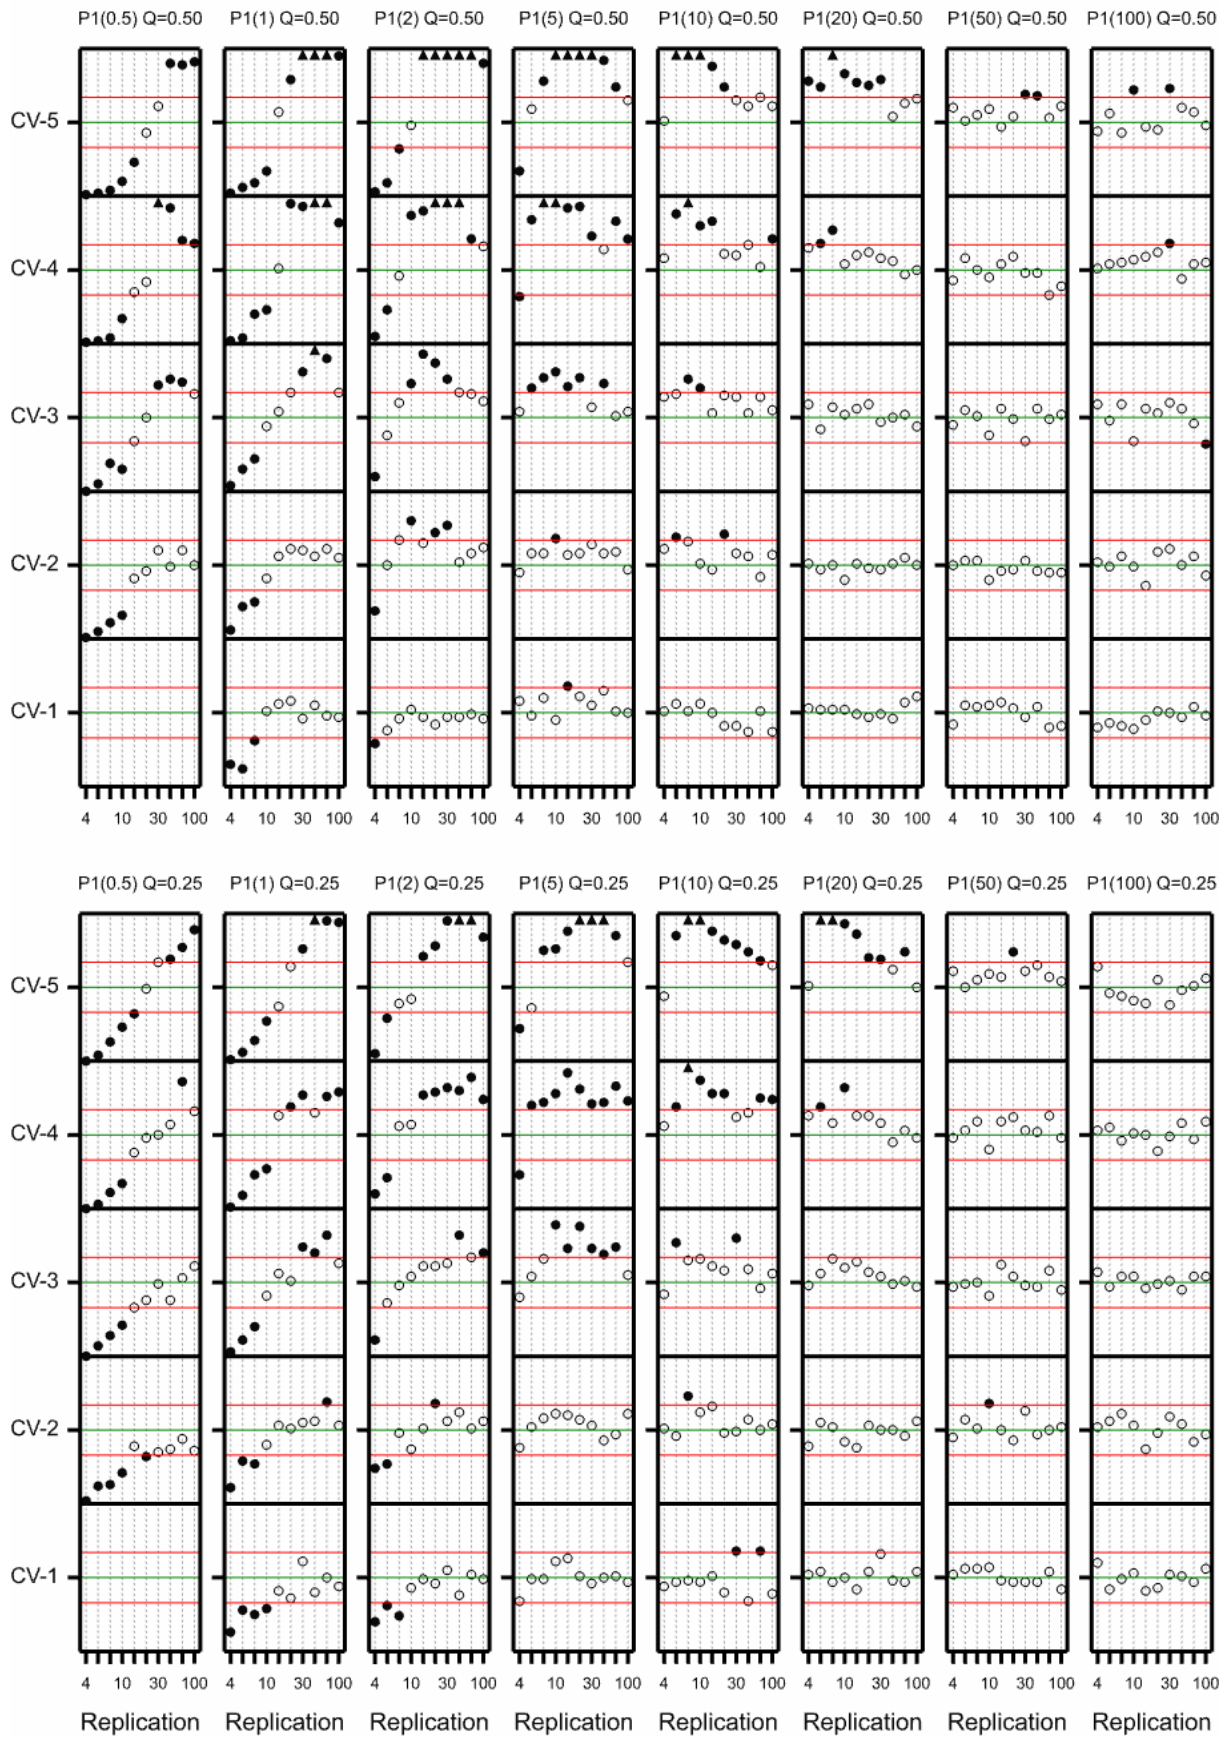 P1(0.5) Q=0.50 P1(1) Q=0.50 P1(2) Q=0.50 P1(5) Q=0.50 P1(10) Q=0.50 P1(20) Q=0.50 P1(50) Q=0.50 P1(100) Q=0.50
CV-5
CV-4
CV-3
CV-2
CV-1
4 10 30 100 4 10 30 100 4 10 30 100 4 10 30 100 4 10 30 100 4 10 30 100 4 10 30 100 4 10 30 100
P1(0.5) Q=0.25 P1(1) Q=0.25 P1(2) Q=0.25 P1(5) Q=0.25 P1(10) Q=0.25 P1(20) Q=0.25 P1(50) Q=0.25 P1(100) Q=0.25
CV-5
CV-4
CV-3
CV-2
CV-1
4 10 30 100 4 10 30 100 4 10 30 100 4 10 30 100 4 10 30 100 4 10 30 100 4 10 30 100 4 10 30 100
Replication Replication Replication Replication Replication Replication Replication Replication